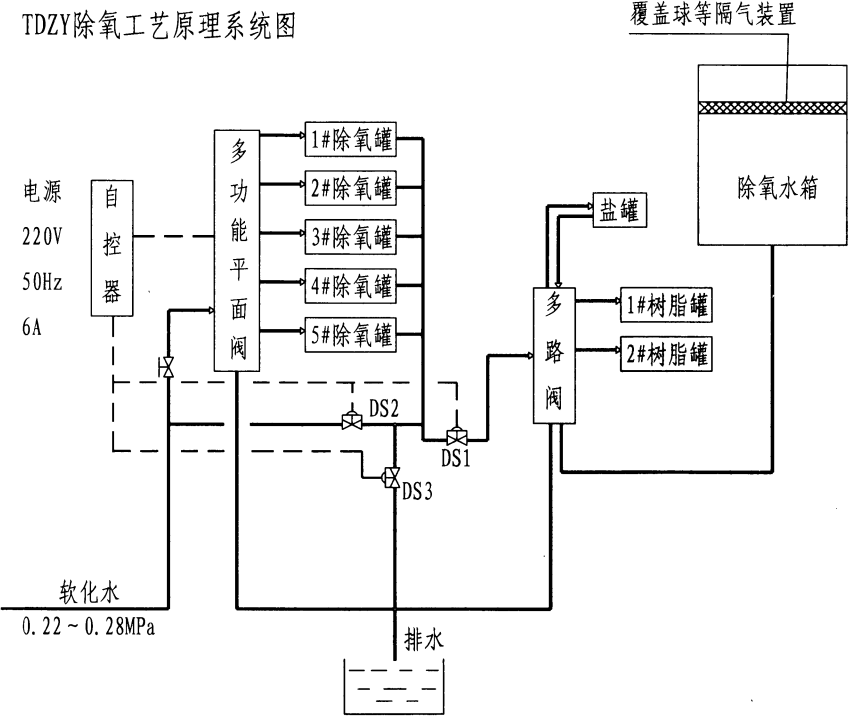 TDZY除氧工艺原理系统图
覆盖球等隔气装置
电源
220V
50Hz
6A
自控器
多功能平面阀
1#除氧罐
2#除氧罐
3#除氧罐
4#除氧罐
5#除氧罐
盐罐
多路阀
1#树脂罐
2#树脂罐
除氧水箱
DS2
DS1
DS3
软化水
0.22~0.28MPa
排水